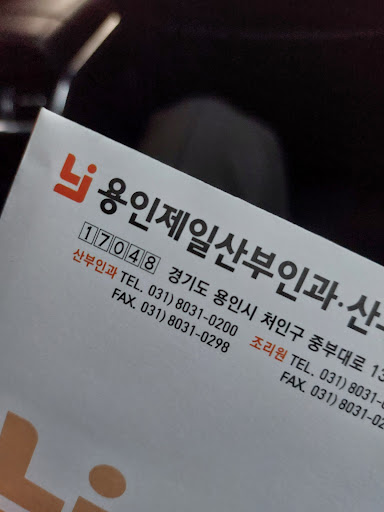 용인제일산부인과·산
17048 경기도 용인시 처인구 중부대로 13
산부인과 TEL. 031) 8031-0200 조리원 TEL. 031) 8031-0
FAX. 031) 8031-0298 FAX. 031) 8031-02